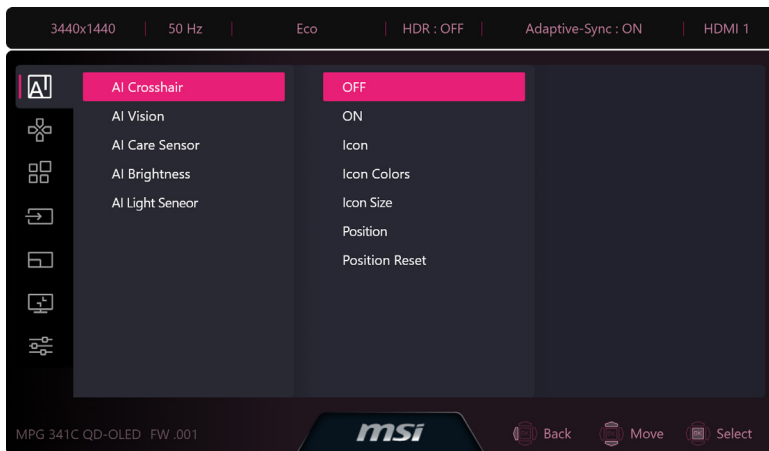 3440x1440 | 50 Hz | Eco | HDR : OFF | Adaptive-Sync : ON | HDMI 1
AI Crosshair
AI Vision
AI Care Sensor
AI Brightness
AI Light Seneor
OFF
ON
Icon
Icon Colors
Icon Size
Position
Position Reset
MPG 341C QD-OLED FW .001
msi
Back Move Select